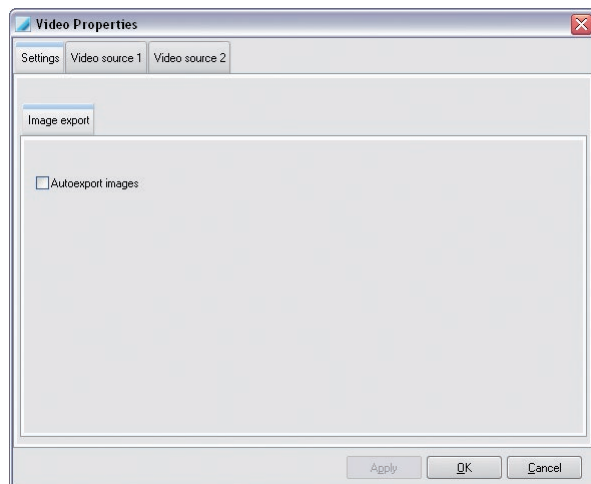 Video Properties
Settings Video source 1 Video source 2
Image export
Autoexport images
Apply OK Cancel